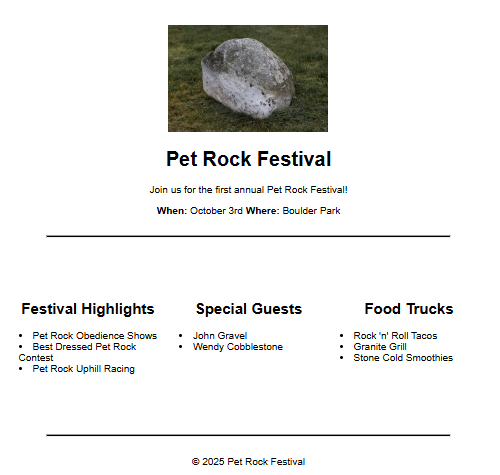 Pet Rock Festival
Join us for the first annual Pet Rock Festival!
When: October 3rd Where: Boulder Park
Festival Highlights
• Pet Rock Obedience Shows
• Best Dressed Pet Rock
Contest
• Pet Rock Uphill Racing
Special Guests
• John Gravel
• Wendy Cobblestone
Food Trucks
• Rock 'n' Roll Tacos
• Granite Grill
• Stone Cold Smoothies
© 2025 Pet Rock Festival